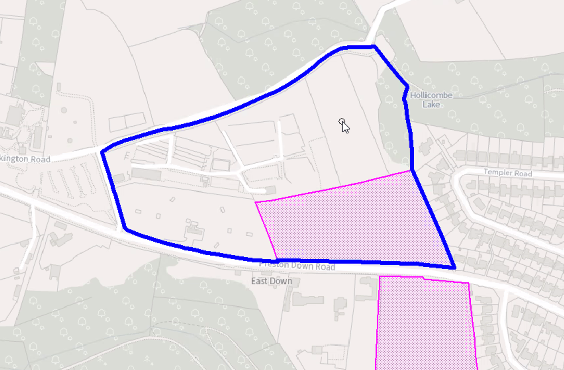 Hollicombe
Lake
kington Road
Templer Road
Preston Down Road
East Down